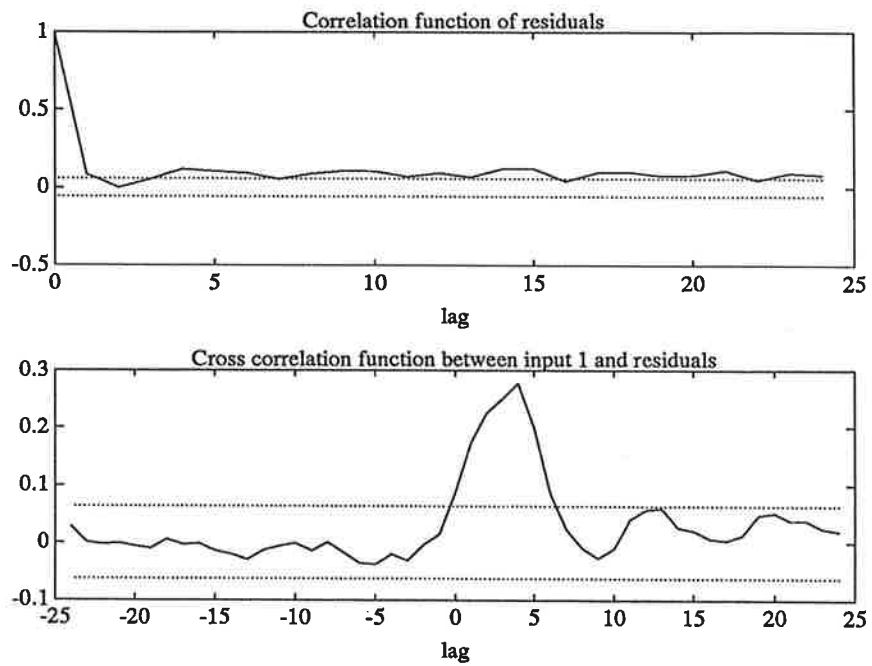 Correlation function of residuals
1
0.5
0
-0.5
0 5 10 15 20 25
lag
Cross correlation function between input 1 and residuals
0.3
0.2
0.1
0
-0.1
-25 -20 -15 -10 -5 0 5 10 15 20 25
lag